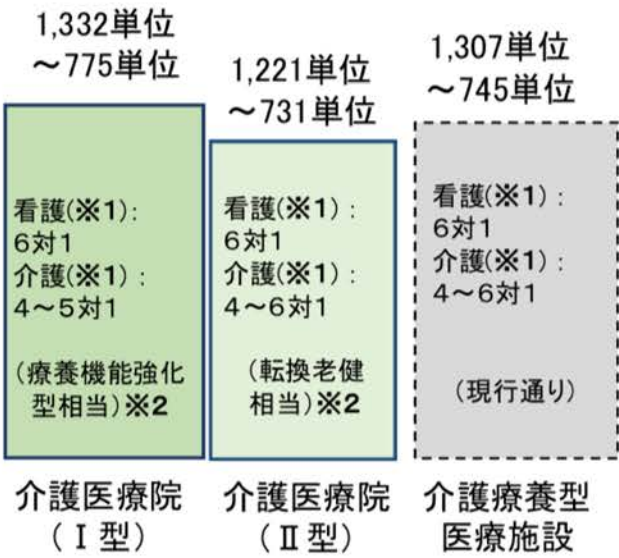 1,332単位
～775単位
看護(※1)：
6対1
介護(※1)：
4～5対1
(療養機能強化
型相当)※2
介護医療院
(Ⅰ型)
1,221単位
～731単位
看護(※1)：
6対1
介護(※1)：
4～6対1
(転換老健
相当)※2
介護医療院
(Ⅱ型)
1,307単位
～745単位
看護(※1)：
6対1
介護(※1)：
4～6対1
(現行通り)
介護療養型
医療施設